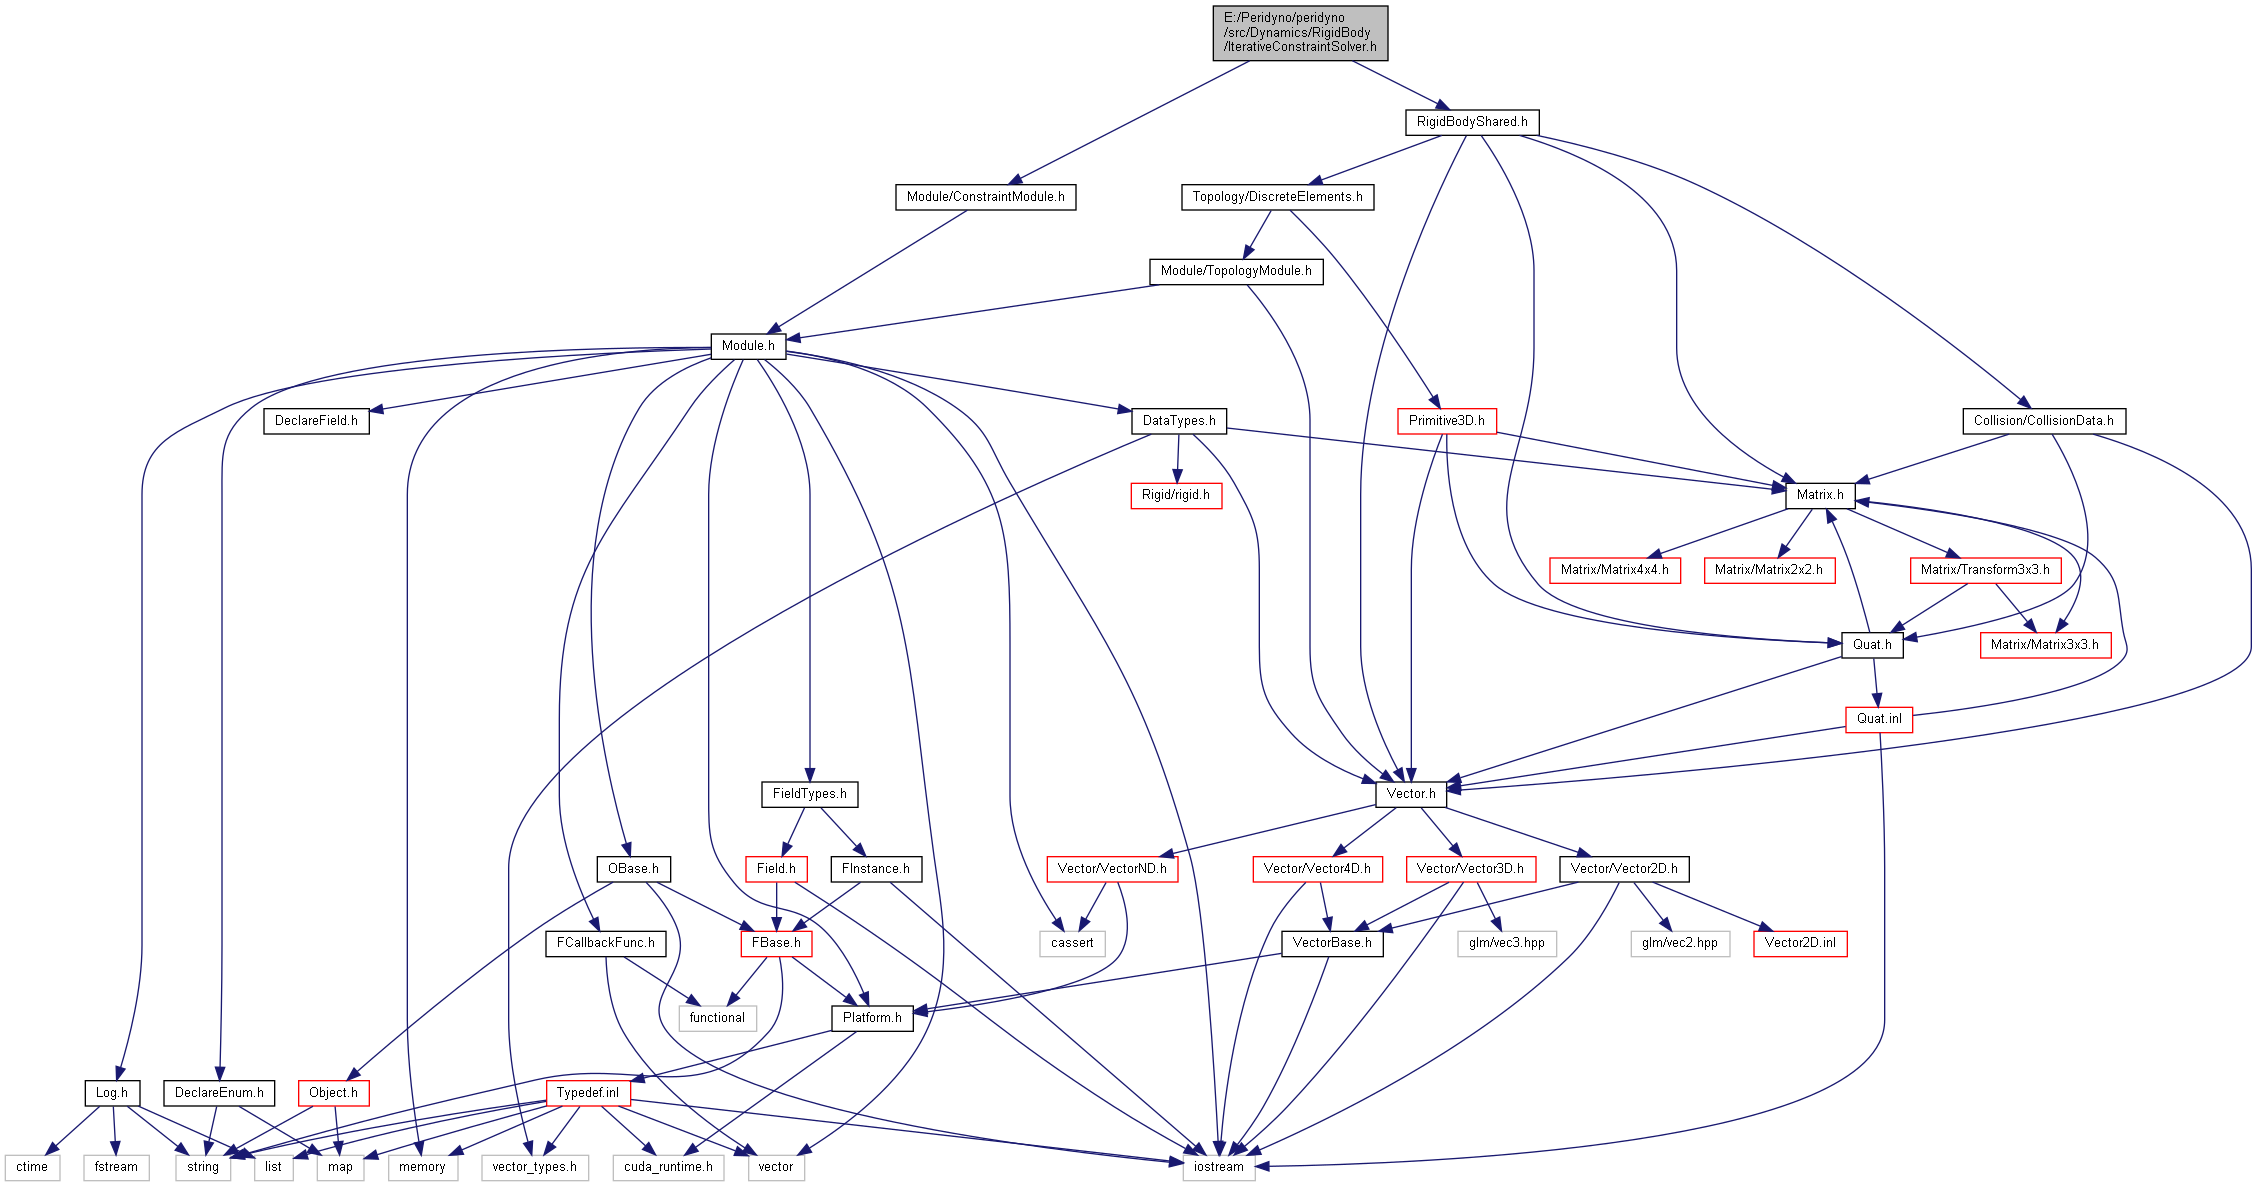 E:/Peridyno/peridyno
/src/Dynamics/RigidBody
/IterativeConstraintSolver.h
RigidBodyShared.h
Module/ConstraintModule.h
Topology/DiscreteElements.h
Module/TopologyModule.h
Module.h
DeclareField.h
DataTypes.h
Primitive3D.h
Collision/CollisionData.h
Rigid/rigid.h
Matrix.h
Matrix/Matrix4x4.h
Matrix/Matrix2x2.h
Matrix/Transform3x3.h
Quat.h
Matrix/Matrix3x3.h
Quat.inl
FieldTypes.h
Vector.h
OBase.h
Field.h
FInstance.h
Vector/VectorND.h
Vector/Vector4D.h
Vector/Vector3D.h
Vector/Vector2D.h
FCallbackFunc.h
FBase.h
cassert
VectorBase.h
glm/vec3.hpp
glm/vec2.hpp
Vector2D.inl
functional
Platform.h
Log.h
DeclareEnum.h
Object.h
Typedef.inl
ctime
fstream
string
list
map
memory
vector_types.h
cuda_runtime.h
vector
iostream